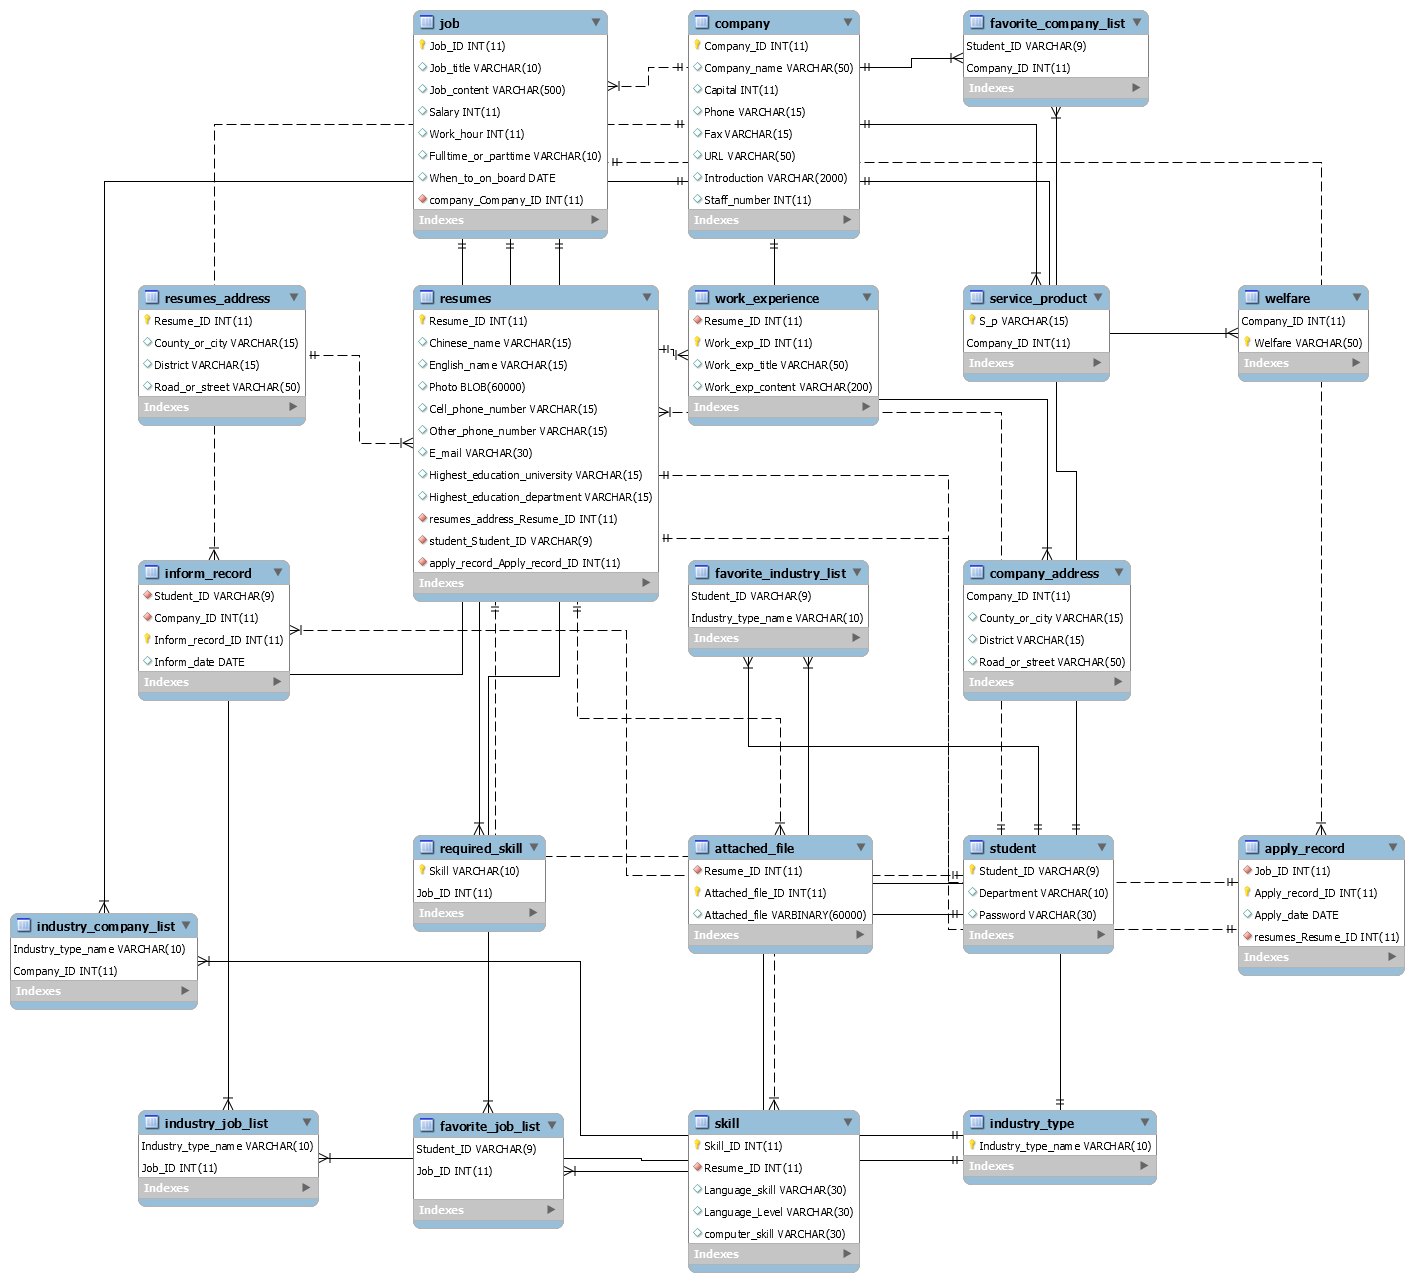 job
Job_ID INT(11)
Job_title VARCHAR(10)
Job_content VARCHAR(500)
Salary INT(11)
Work_hour INT(11)
Fulltime_or_parttime VARCHAR(10)
When_to_on_board DATE
company_Company_ID INT(11)
Indexes
company
Company_ID INT(11)
Company_name VARCHAR(50)
Capital INT(11)
Phone VARCHAR(15)
Fax VARCHAR(15)
URL VARCHAR(50)
Introduction VARCHAR(2000)
Staff_number INT(11)
Indexes
favorite_company_list
Student_ID VARCHAR(9)
Company_ID INT(11)
Indexes
resumes_address
Resume_ID INT(11)
County_or_city VARCHAR(15)
District VARCHAR(15)
Road_or_street VARCHAR(50)
Indexes
resumes
Resume_ID INT(11)
Chinese_name VARCHAR(15)
English_name VARCHAR(15)
Photo BLOB(60000)
Cell_phone_number VARCHAR(15)
Other_phone_number VARCHAR(15)
E_mail VARCHAR(30)
Highest_education_university VARCHAR(15)
Highest_education_department VARCHAR(15)
resumes_address_Resume_ID INT(11)
student_Student_ID VARCHAR(9)
apply_record_Apply_record_ID INT(11)
Indexes
work_experience
Resume_ID INT(11)
Work_exp_ID INT(11)
Work_exp_title VARCHAR(50)
Work_exp_content VARCHAR(200)
Indexes
service_product
S_p VARCHAR(15)
Company_ID INT(11)
Indexes
welfare
Company_ID INT(11)
Welfare VARCHAR(50)
Indexes
inform_record
Student_ID VARCHAR(9)
Company_ID INT(11)
Inform_record_ID INT(11)
Inform_date DATE
Indexes
favorite_industry_list
Student_ID VARCHAR(9)
Industry_type_name VARCHAR(10)
Indexes
company_address
Company_ID INT(11)
County_or_city VARCHAR(15)
District VARCHAR(15)
Road_or_street VARCHAR(50)
Indexes
required_skill
Skill VARCHAR(10)
Job_ID INT(11)
Indexes
attached_file
Resume_ID INT(11)
Attached_file_ID INT(11)
Attached_file VARBINARY(60000)
Indexes
student
Student_ID VARCHAR(9)
Department VARCHAR(10)
Password VARCHAR(30)
Indexes
apply_record
Job_ID INT(11)
Apply_record_ID INT(11)
Apply_date DATE
resumes_Resume_ID INT(11)
Indexes
industry_company_list
Industry_type_name VARCHAR(10)
Company_ID INT(11)
Indexes
industry_job_list
Industry_type_name VARCHAR(10)
Job_ID INT(11)
Indexes
favorite_job_list
Student_ID VARCHAR(9)
Job_ID INT(11)
Indexes
skill
Skill_ID INT(11)
Resume_ID INT(11)
Language_skill VARCHAR(30)
Language_Level VARCHAR(30)
computer_skill VARCHAR(30)
Indexes
industry_type
Industry_type_name VARCHAR(10)
Indexes